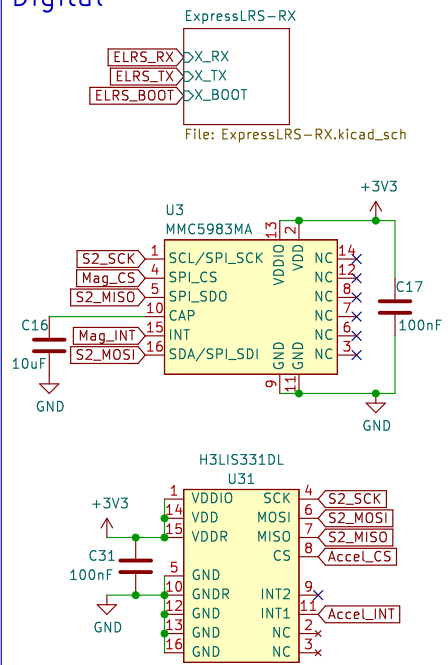 Digital
ExpressLRS-RX
ELRS_RX X_RX
ELRS_TX X_TX
ELRS_BOOT X_BOOT
File: ExpressLRS-RX.kicad_sch
+3V3
U3
MMC5983MA
13 2
VDDIO VDD
S2_SCK 1 SCL/SPI_SCK NC 14
Mag_CS 4 SPI_CS NC 12
S2_MISO 5 SPI_SDO NC 8
10 CAP NC 7
Mag_INT 15 INT NC 6
S2_MOSI 16 SDA/SPI_SDI NC 3
GND GND
9 11
C17
100nF
C16
10uF
GND
GND
H3LIS331DL
U31
+3V3
1 VDDIO SCK 4 S2_SCK
14 VDD MOSI 6 S2_MOSI
15 VDDR MISO 7 S2_MISO
CS 8 Accel_CS
C31
100nF
5 GND
10 GNDR INT2 9
12 GND INT1 11 Accel_INT
13 GND NC 2
16 GND NC 3
GND